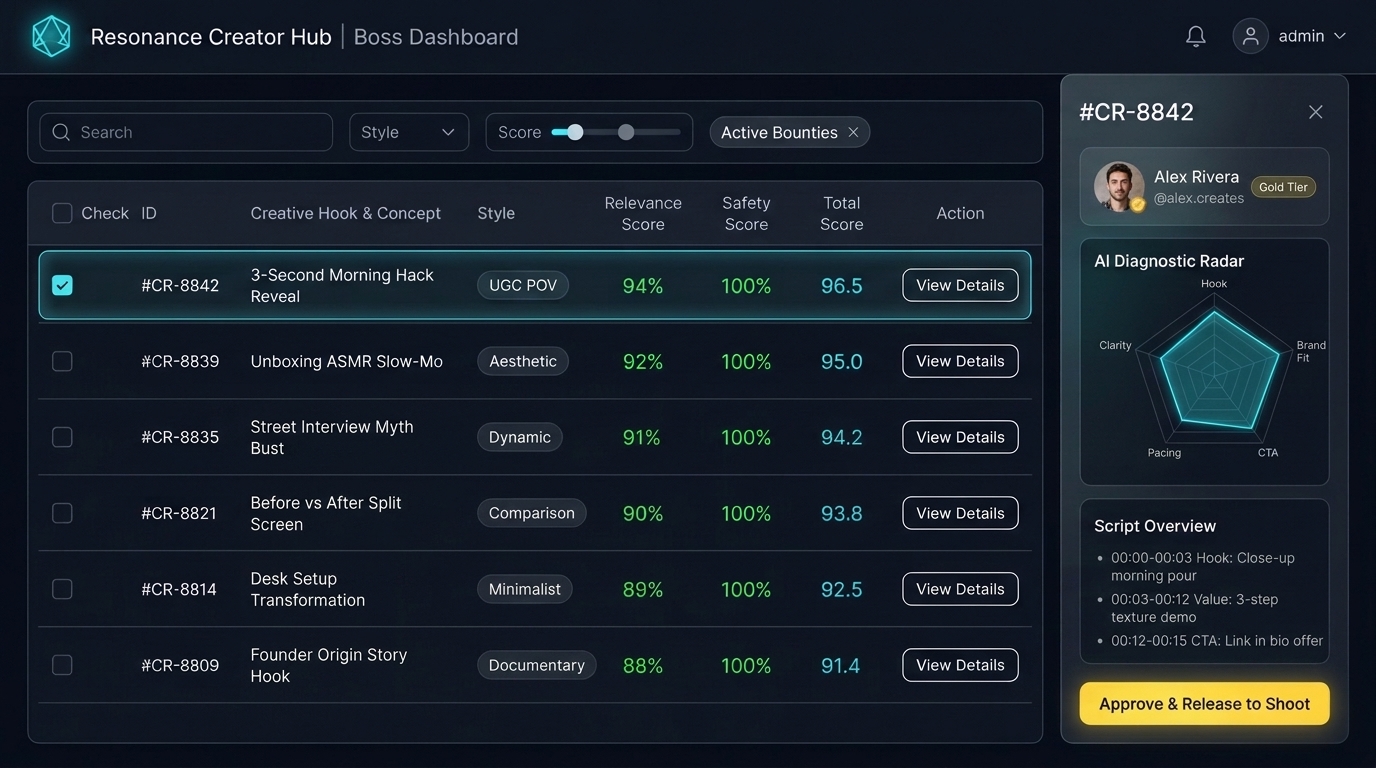 Resonance Creator Hub | Boss Dashboard
admin
Search
Style
Score
Active Bounties
Check
ID
Creative Hook & Concept
Style
Relevance
Score
Safety
Score
Total
Score
Action
#CR-8842
3-Second Morning Hack
Reveal
UGC POV
94%
100%
96.5
View Details
#CR-8839
Unboxing ASMR Slow-Mo
Aesthetic
92%
100%
95.0
View Details
#CR-8835
Street Interview Myth
Bust
Dynamic
91%
100%
94.2
View Details
#CR-8821
Before vs After Split
Screen
Comparison
90%
100%
93.8
View Details
#CR-8814
Desk Setup
Transformation
Minimalist
89%
100%
92.5
View Details
#CR-8809
Founder Origin Story
Hook
Documentary
88%
100%
91.4
View Details
#CR-8842
Alex Rivera
@alex.creates
Gold Tler
AI Diagnostic Radar
Hook
Clarity
Brand
Fit
Pacing
CTA
Script Overview
• 00:00-00:03 Hook: Close-up
morning pour
• 00:03-00:12 Value: 3-step
texture demo
• 00:12-00:15 CTA: Link in bio offer
Approve & Release to Shoot